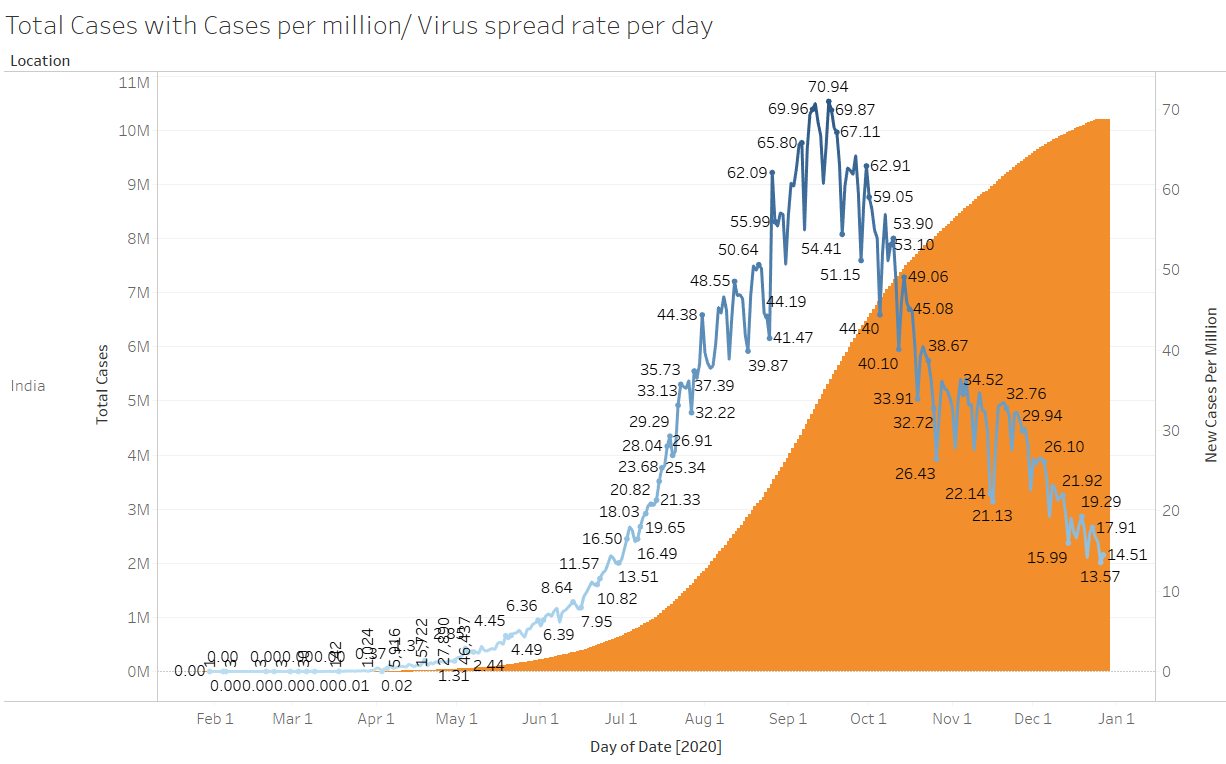 Total Cases with Cases per million/ Virus spread rate per day
Location
India
Total Cases
11M
10M
9M
8M
7M
6M
5M
4M
3M
2M
1M
0M
70.94
69.96
69.87
67.11
65.80
62.09
62.91
59.05
55.99
54.41
53.90
53.10
51.15
50.64
49.06
48.55
45.08
44.19
44.38
44.40
41.47
40.10
39.87
38.67
37.39
35.73
34.52
33.13
33.91
32.76
32.22
32.72
29.29
29.94
28.04
26.91
26.10
26.43
25.34
23.68
22.14
21.92
21.33
21.13
20.82
19.65
19.29
18.03
17.91
16.50
16.49
15.99
14.51
13.57
13.51
11.57
10.82
8.64
7.95
6.36
6.39
4.45
4.49
2.44
1.31
0.00
0.00
0.02
1,024
5,916
15,722
27,890
46,437
70
60
50
40
30
20
10
0
New Cases Per Million
Feb 1
Mar 1
Apr 1
May 1
Jun 1
Jul 1
Aug 1
Sep 1
Oct 1
Nov 1
Dec 1
Jan 1
Day of Date [2020]